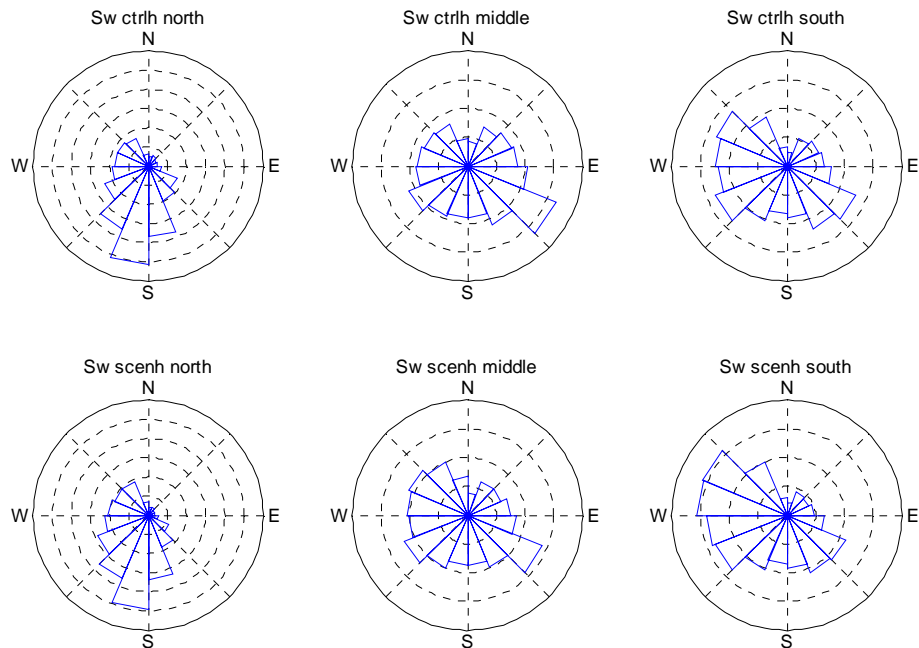 Sw ctrlh north
N
W
E
S
Sw ctrlh middle
N
W
E
S
Sw ctrlh south
N
W
E
S
Sw scenh north
N
W
E
S
Sw scenh middle
N
W
E
S
Sw scenh south
N
W
E
S